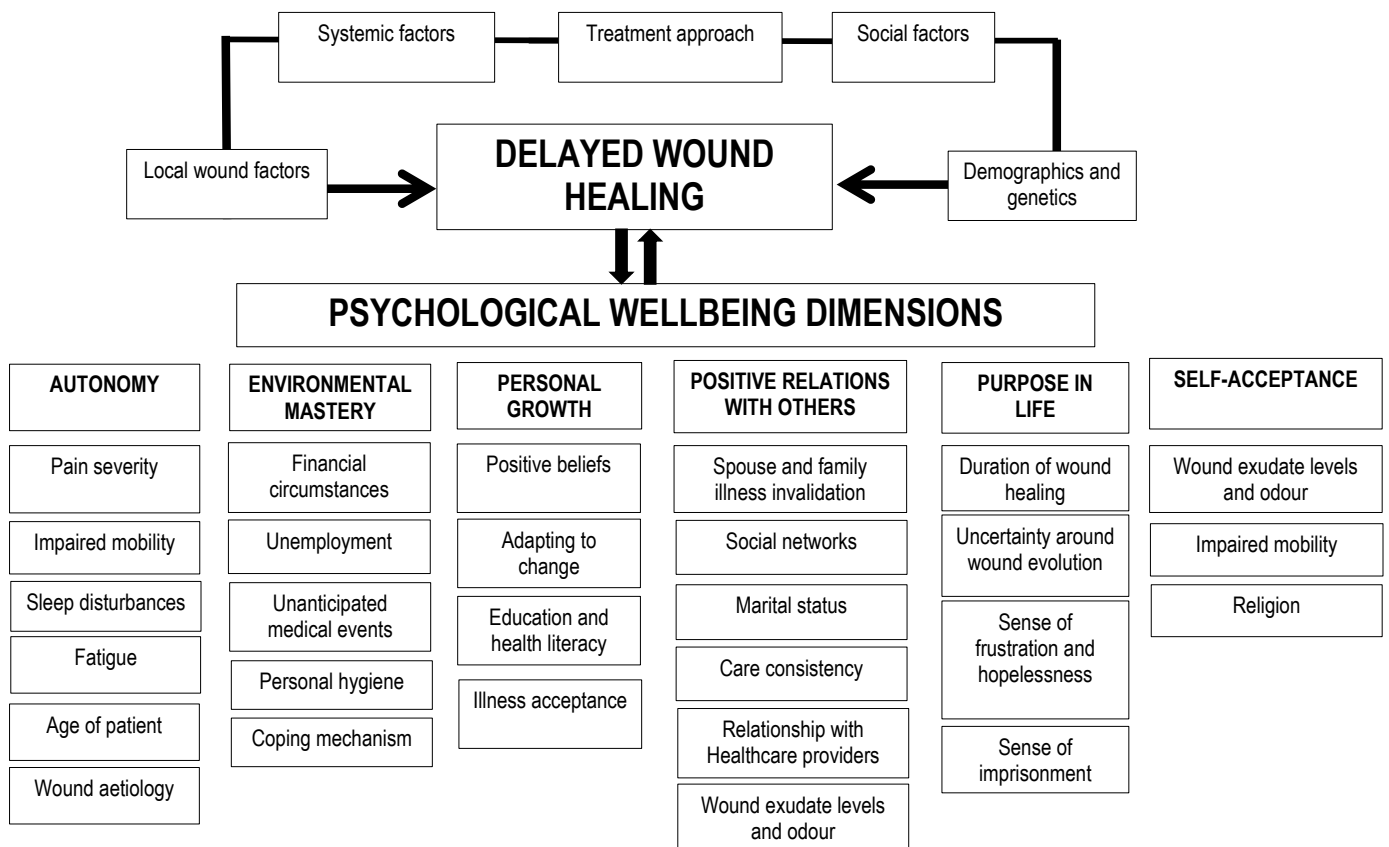 Systemic factors
Treatment approach
Social factors
Local wound factors
DELAYED WOUND
HEALING
Demographics and
genetics
PSYCHOLOGICAL WELLBEING DIMENSIONS
AUTONOMY
Pain severity
Impaired mobility
Sleep disturbances
Fatigue
Age of patient
Wound aetiology
ENVIRONMENTAL
MASTERY
Financial
circumstances
Unemployment
Unanticipated
medical events
Personal hygiene
Coping mechanism
PERSONAL
GROWTH
Positive beliefs
Adapting to
change
Education and
health literacy
Illness acceptance
POSITIVE RELATIONS
WITH OTHERS
Spouse and family
illness invalidation
Social networks
Marital status
Care consistency
Relationship with
Healthcare providers
Wound exudate levels
and odour
PURPOSE IN
LIFE
Duration of wound
healing
Uncertainty around
wound evolution
Sense of
frustration and
hopelessness
Sense of
imprisonment
SELF-ACCEPTANCE
Wound exudate levels
and odour
Impaired mobility
Religion